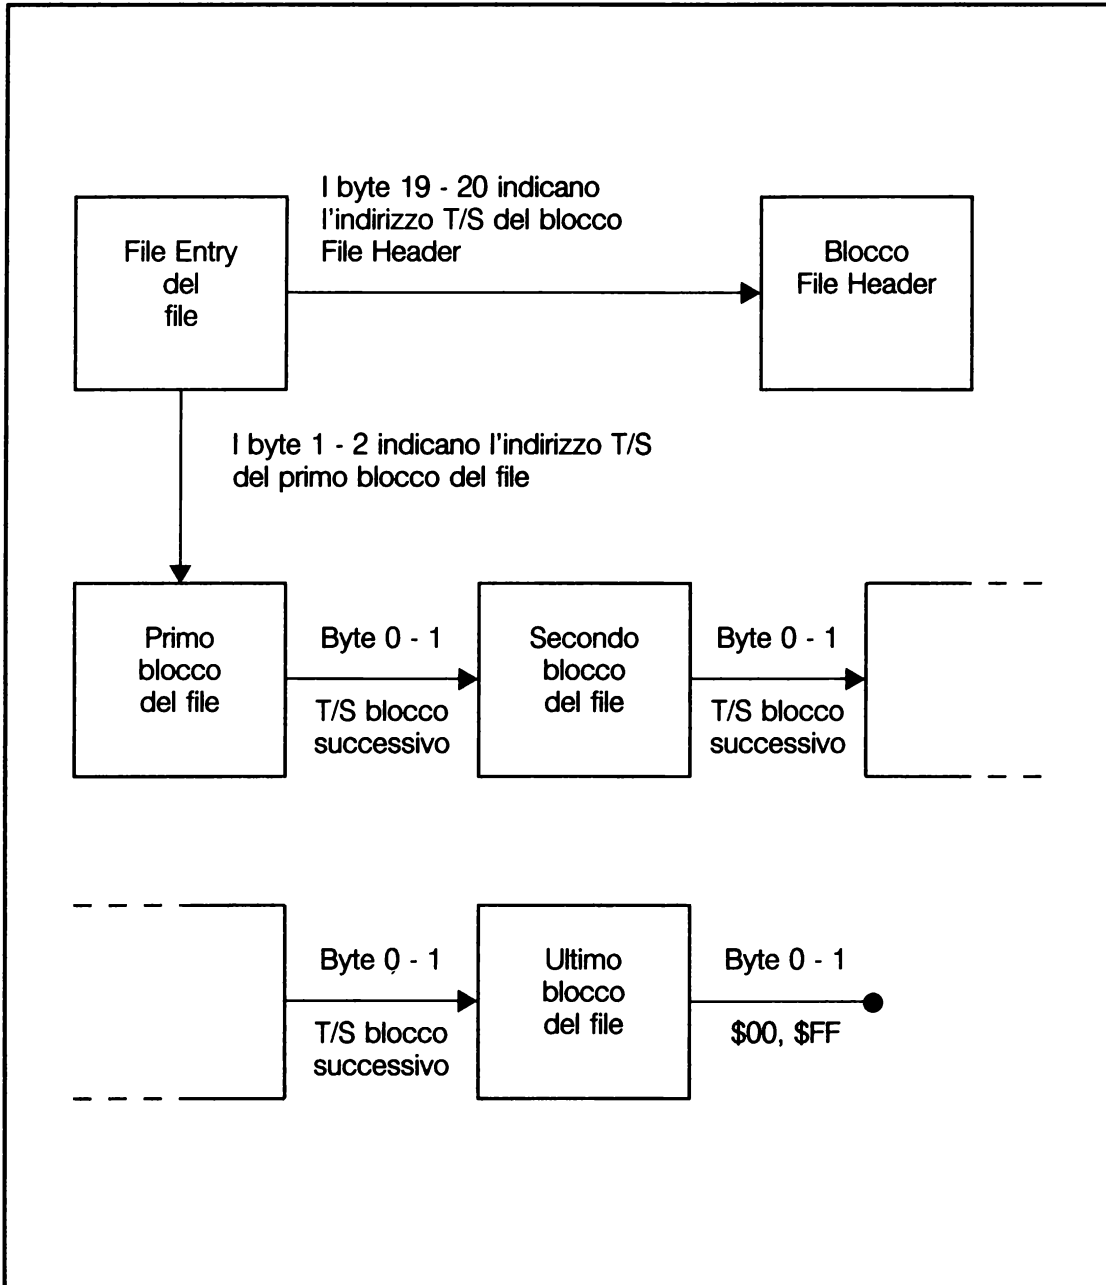 I byte 19 - 20 indicano
l'indirizzo T/S del blocco
File Header
File Entry
del
file
Blocco
File Header
I byte 1 - 2 indicano l'indirizzo T/S
del primo blocco del file
Primo
blocco
del file
Byte 0 - 1
T/S blocco
successivo
Secondo
blocco
del file
Byte 0 - 1
T/S blocco
successivo
Byte 0 - 1
T/S blocco
successivo
Ultimo
blocco
del file
Byte 0 - 1
$00, $FF